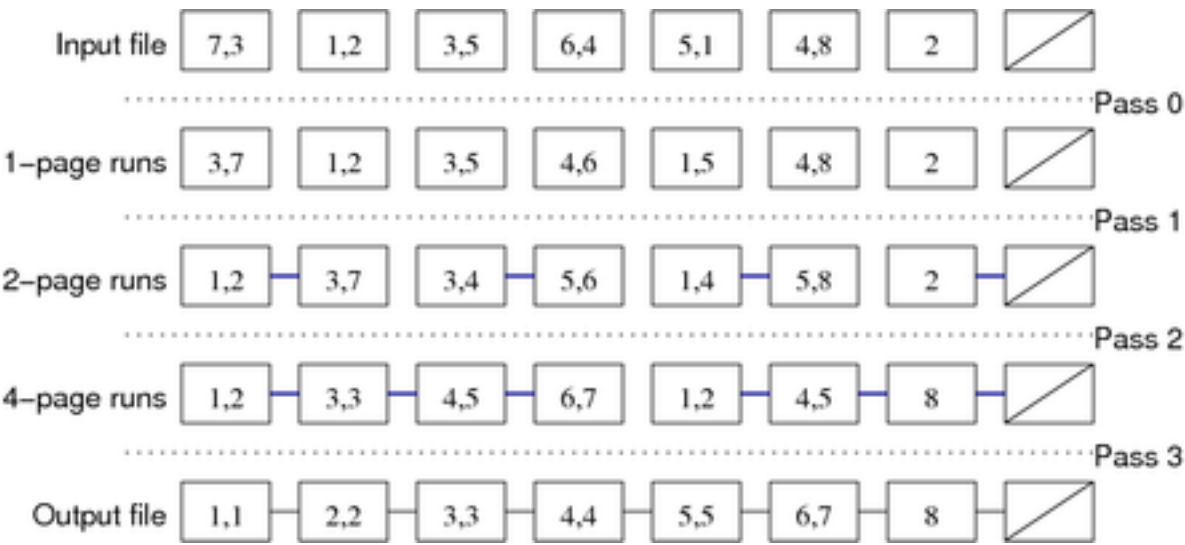 Input file 7,3 1,2 3,5 6,4 5,1 4,8 2
Pass 0
1–page runs 3,7 1,2 3,5 4,6 1,5 4,8 2
Pass 1
2–page runs 1,2 3,7 3,4 5,6 1,4 5,8 2
Pass 2
4–page runs 1,2 3,3 4,5 6,7 1,2 4,5 8
Pass 3
Output file 1,1 2,2 3,3 4,4 5,5 6,7 8